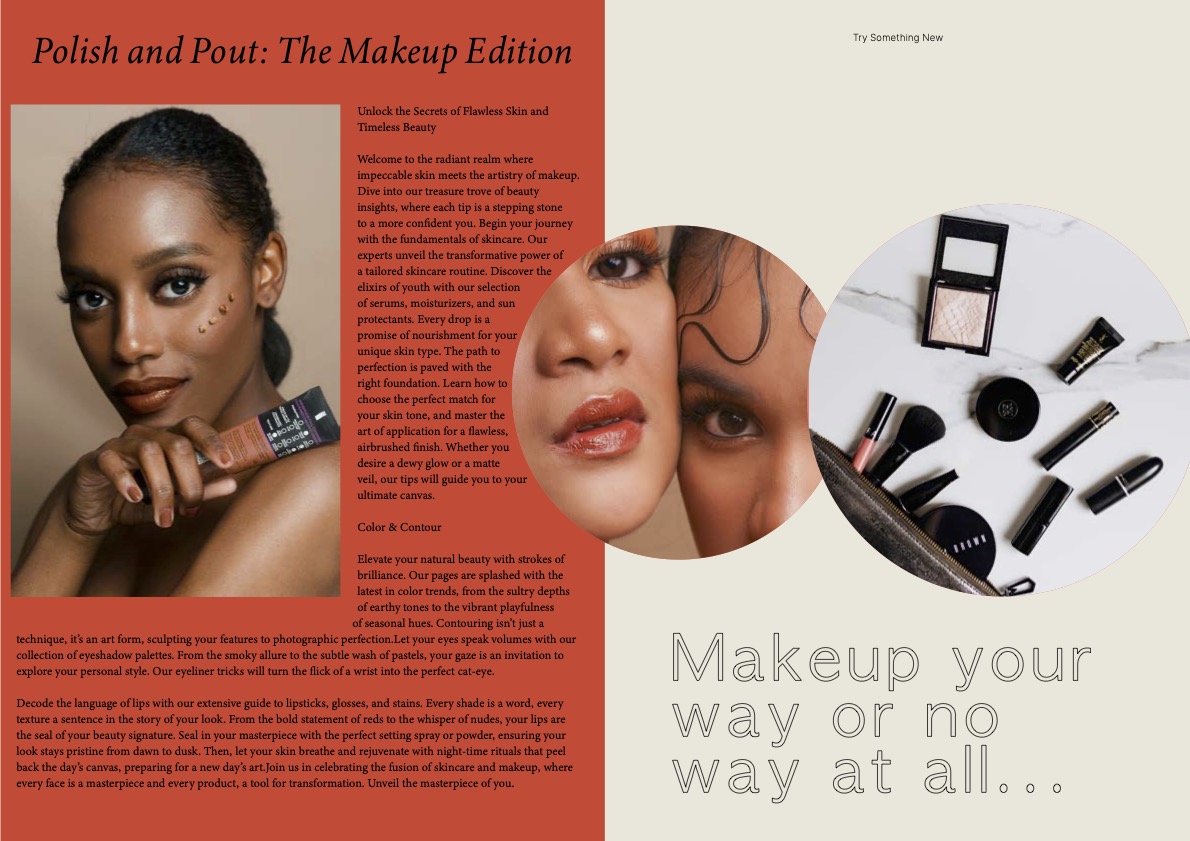 Polish and Pout: The Makeup Edition
Try Something New
Unlock the Secrets of Flawless Skin and
Timeless Beauty
Welcome to the radiant realm where
impeccable skin meets the artistry of makeup.
Dive into our treasure trove of beauty
insights, where each tip is a stepping stone
to a more confident you. Begin your journey
with the fundamentals of skincare. Our
experts unveil the transformative power of
a tailored skincare routine. Discover the
elixirs of youth with our selection
of serums, moisturizers, and sun
protectants. Every drop is a
promise of nourishment for your
unique skin type. The path to
perfection is paved with the
right foundation. Learn how to
choose the perfect match for
your skin tone, and master the
art of application for a flawless,
airbrushed finish. Whether you
desire a dewy glow or a matte
veil, our tips will guide you to your
ultimate canvas.
Color & Contour
Elevate your natural beauty with strokes of
brilliance. Our pages are splashed with the
latest in color trends, from the sultry depths
of earthy tones to the vibrant playfulness
of seasonal hues. Contouring isn't just a
technique, it's an art form, sculpting your features to photographic perfection.Let your eyes speak volumes with our
collection of eyeshadow palettes. From the smoky allure to the subtle wash of pastels, your gaze is an invitation to
explore your personal style. Our eyeliner tricks will turn the flick of a wrist into the perfect cat-eye.
Decode the language of lips with our extensive guide to lipsticks, glosses, and stains. Every shade is a word, every
texture a sentence in the story of your look. From the bold statement of reds to the whisper of nudes, your lips are
the seal of your beauty signature. Seal in your masterpiece with the perfect setting spray or powder, ensuring your
look stays pristine from dawn to dusk. Then, let your skin breathe and rejuvenate with night-time rituals that peel
back the day's canvas, preparing for a new day's art.Join us in celebrating the fusion of skincare and makeup, where
every face is a masterpiece and every product, a tool for transformation. Unveil the masterpiece of you.
BROWN
Makeup your
way or no
way at all...